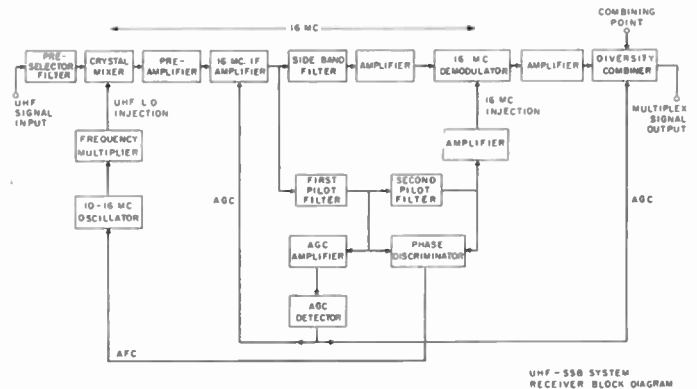 16 MC
COMBINING
POINT
PRE-
SELECTOR
FILTER
CRYSTAL
MIXER
PRE-
AMPLIFIER
16 MC. IF
AMPLIFIER
SIDE BAND
FILTER
AMPLIFIER
16 MC
DEMODULATOR
AMPLIFIER
DIVERSITY
COMBINER
UHF
SIGNAL
INPUT
UHF L O
INJECTION
16 MC
INJECTION
MULTIPLEX
SIGNAL
OUTPUT
FREQUENCY
MULTIPLIER
AMPLIFIER
10-16 MC
OSCILLATOR
AGC
FIRST
PILOT
FILTER
SECOND
PILOT
FILTER
AGC
AGC
AMPLIFIER
PHASE
DISCRIMINATOR
AGC
DETECTOR
AFC
UHF-SSB SYSTEM
RECEIVER BLOCK DIAGRAM